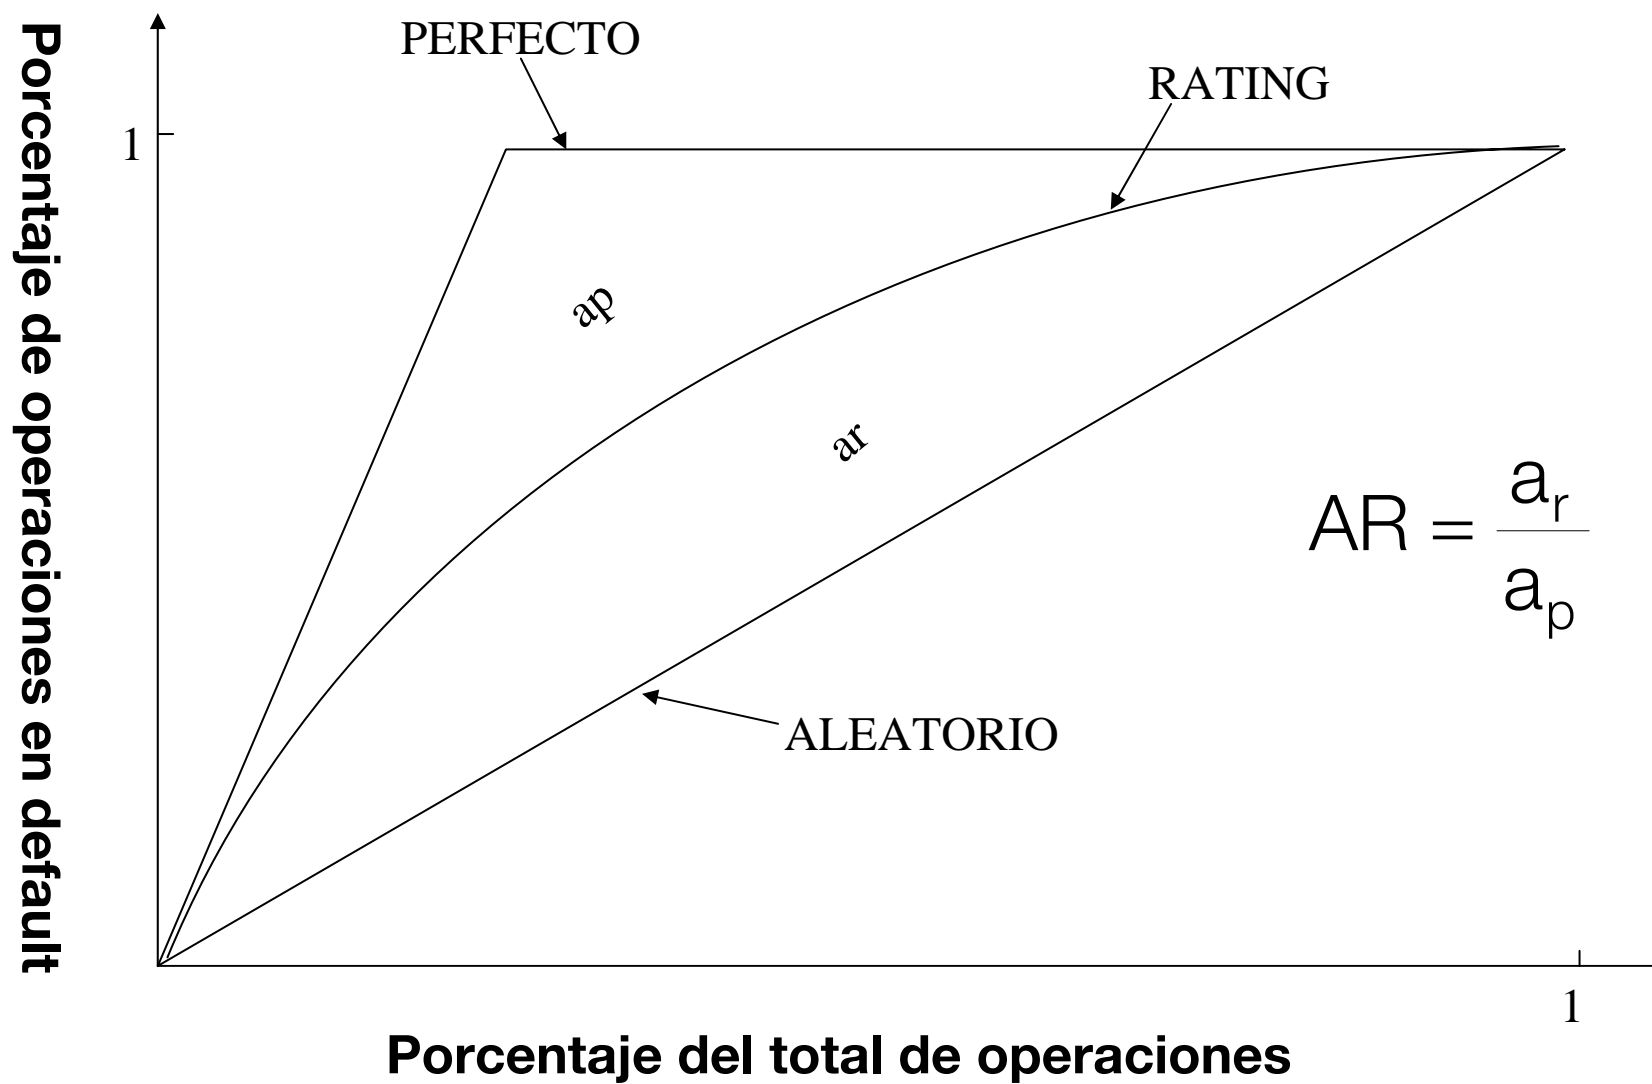 Porcentaje de operaciones en default
PERFECTO
RATING
1
ap
ar
AR = a_r / a_p
ALEATORIO
1
Porcentaje del total de operaciones